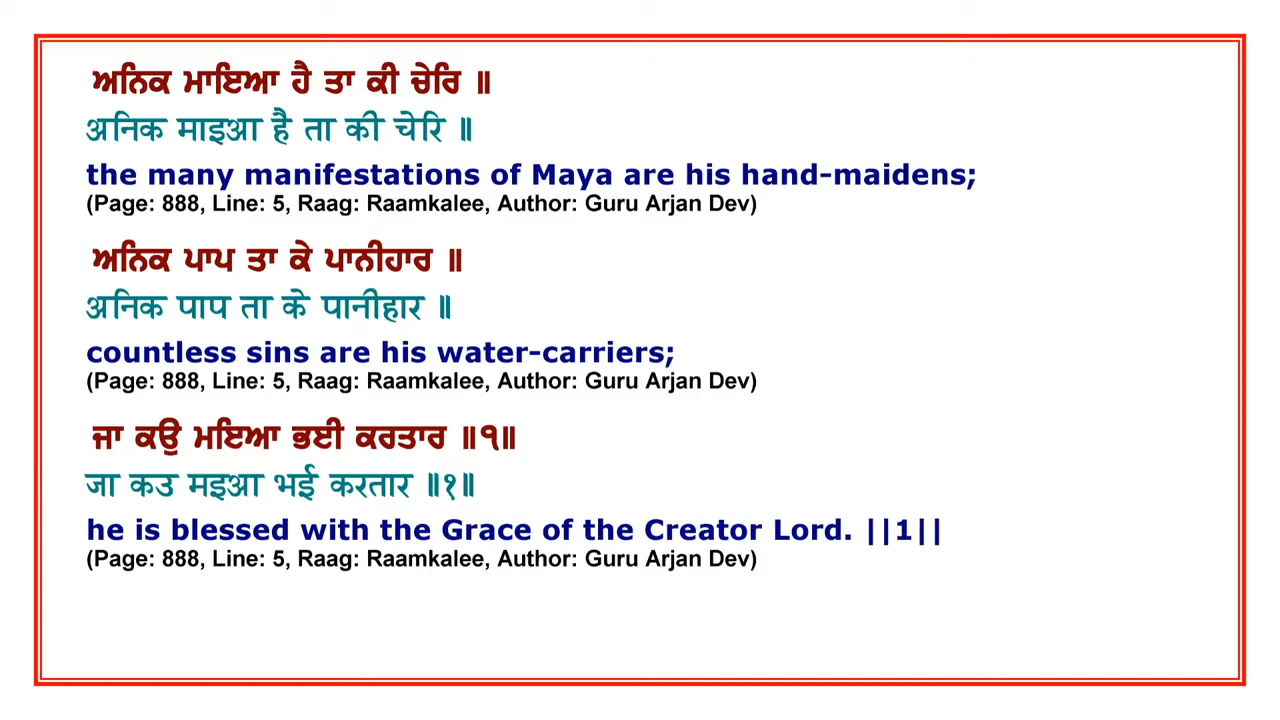 ਅਨਿਕ ਮਾਇਆ ਹੈ ਤਾ ਕੀ ਚੇਰਿ ॥
अनिक माइआ है ता की चेरि ॥
the many manifestations of Maya are his hand-maidens;
(Page: 888, Line: 5, Raag: Raamkalee, Author: Guru Arjan Dev)
ਅਨਿਕ ਪਾਪ ਤਾ ਕੇ ਪਾਨੀਹਾਰ ॥
अनिक पाप ता के पानीहार ॥
countless sins are his water-carriers;
(Page: 888, Line: 5, Raag: Raamkalee, Author: Guru Arjan Dev)
ਜਾ ਕਉ ਮਇਆ ਭਈ ਕਰਤਾਰ ॥੧॥
जा कउ मइआ भई करतार ॥१॥
he is blessed with the Grace of the Creator Lord. ||1||
(Page: 888, Line: 5, Raag: Raamkalee, Author: Guru Arjan Dev)